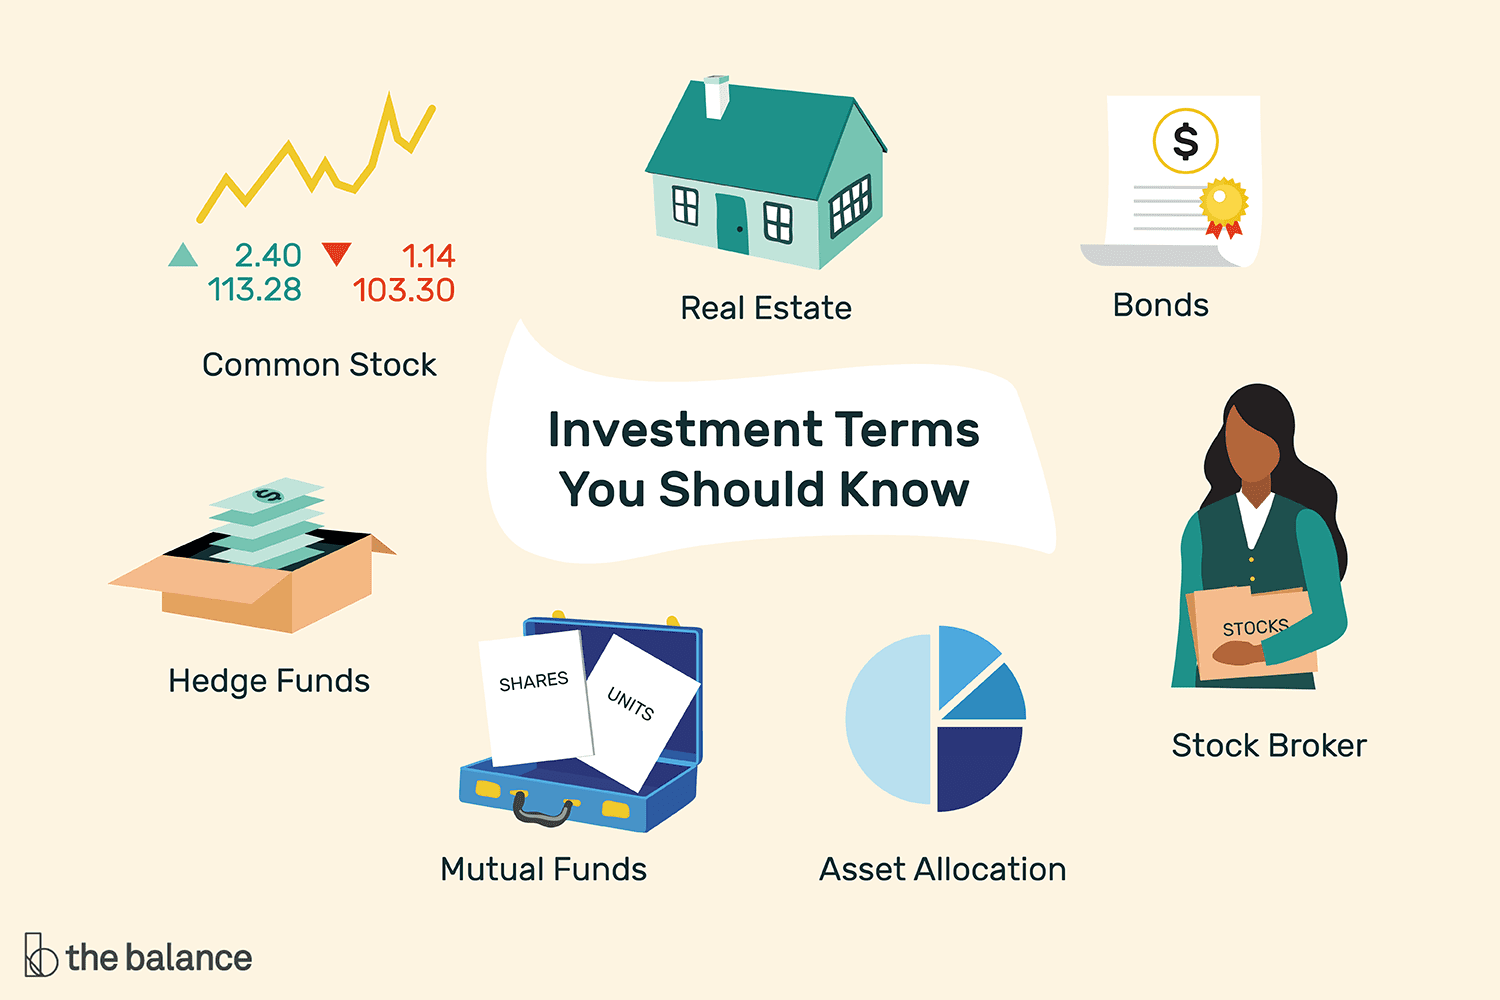 2.40
1.14
113.28
103.30
Common Stock
Real Estate
$
Bonds
Investment Terms
You Should Know
$
Hedge Funds
STOCKS
Stock Broker
SHARES
UNITS
Mutual Funds
Asset Allocation
the balance